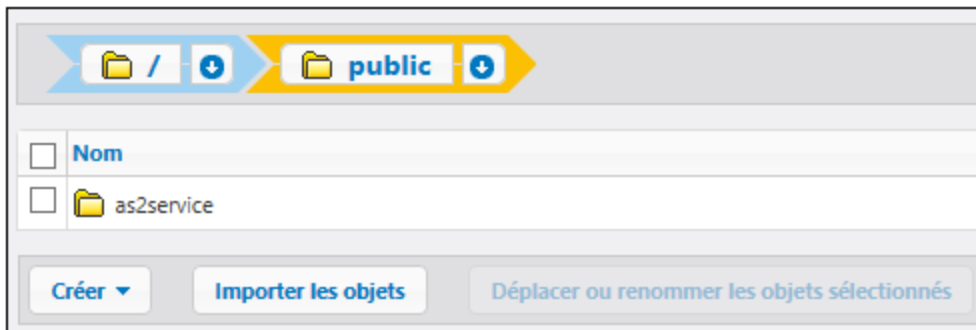 / public
Nom
as2service
Créer Importer les objets Déplacer ou renommer les objets sélectionnés